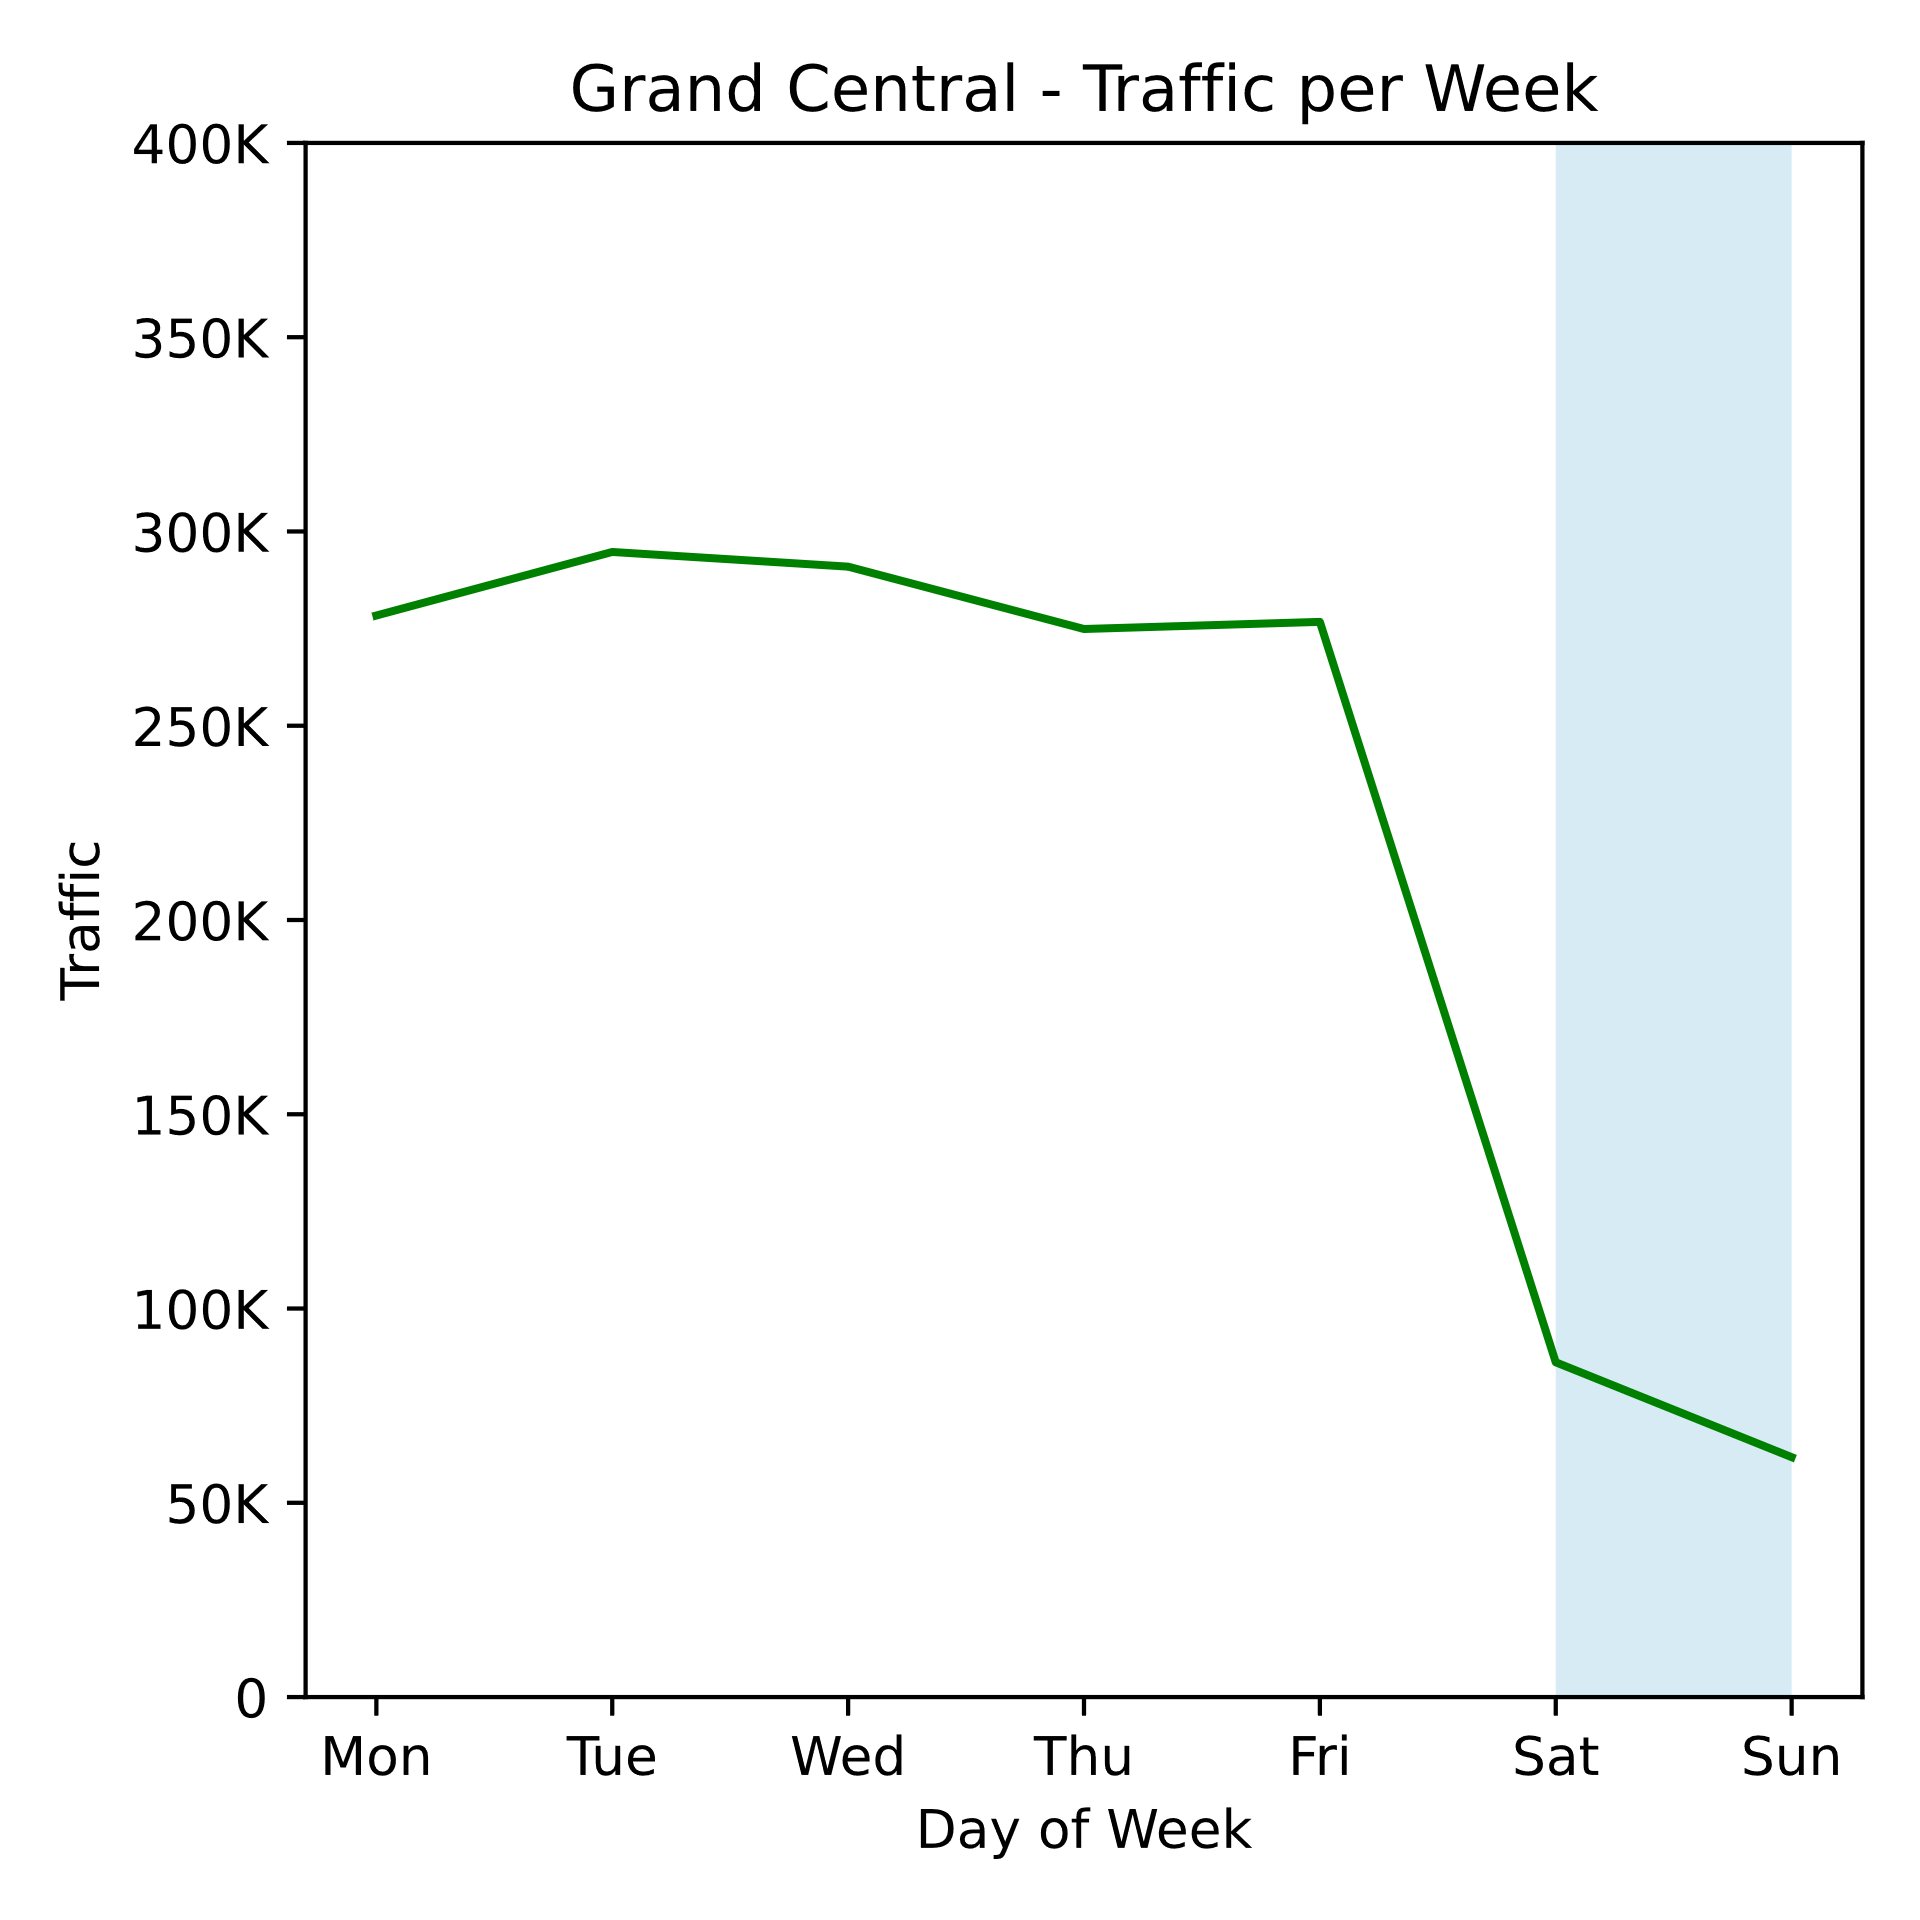 Grand Central - Traffic per Week
400K
350K
300K
250K
200K
150K
100K
50K
0
Traffic
Mon Tue Wed Thu Fri Sat Sun
Day of Week